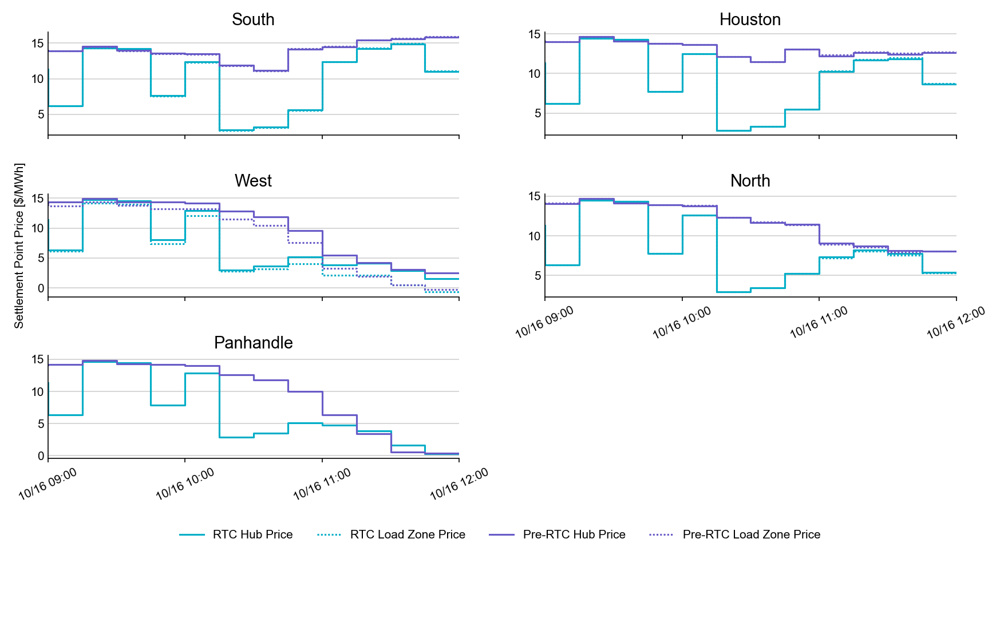 South
15
10
5
Houston
15
10
5
Settlement Point Price [$/MWh]
West
15
10
5
0
North
15
10
5
10/16 09:00
10/16 10:00
10/16 11:00
10/16 12:00
Panhandle
15
10
5
0
10/16 09:00
10/16 10:00
10/16 11:00
10/16 12:00
RTC Hub Price
RTC Load Zone Price
Pre-RTC Hub Price
Pre-RTC Load Zone Price